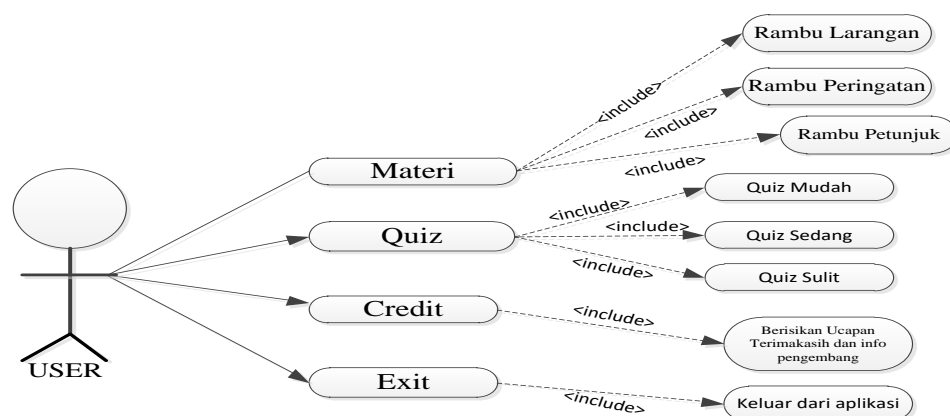 Rambu Larangan
<include>
Rambu Peringatan
<include>
Rambu Petunjuk
<include>
Materi
Quiz Mudah
<include>
Quiz
<include>
Quiz Sedang
<include>
Quiz Sulit
Credit
<include>
Berisikan Ucapan
Terimakasih dan info
pengembang
USER
Exit
<include>
Keluar dari aplikasi